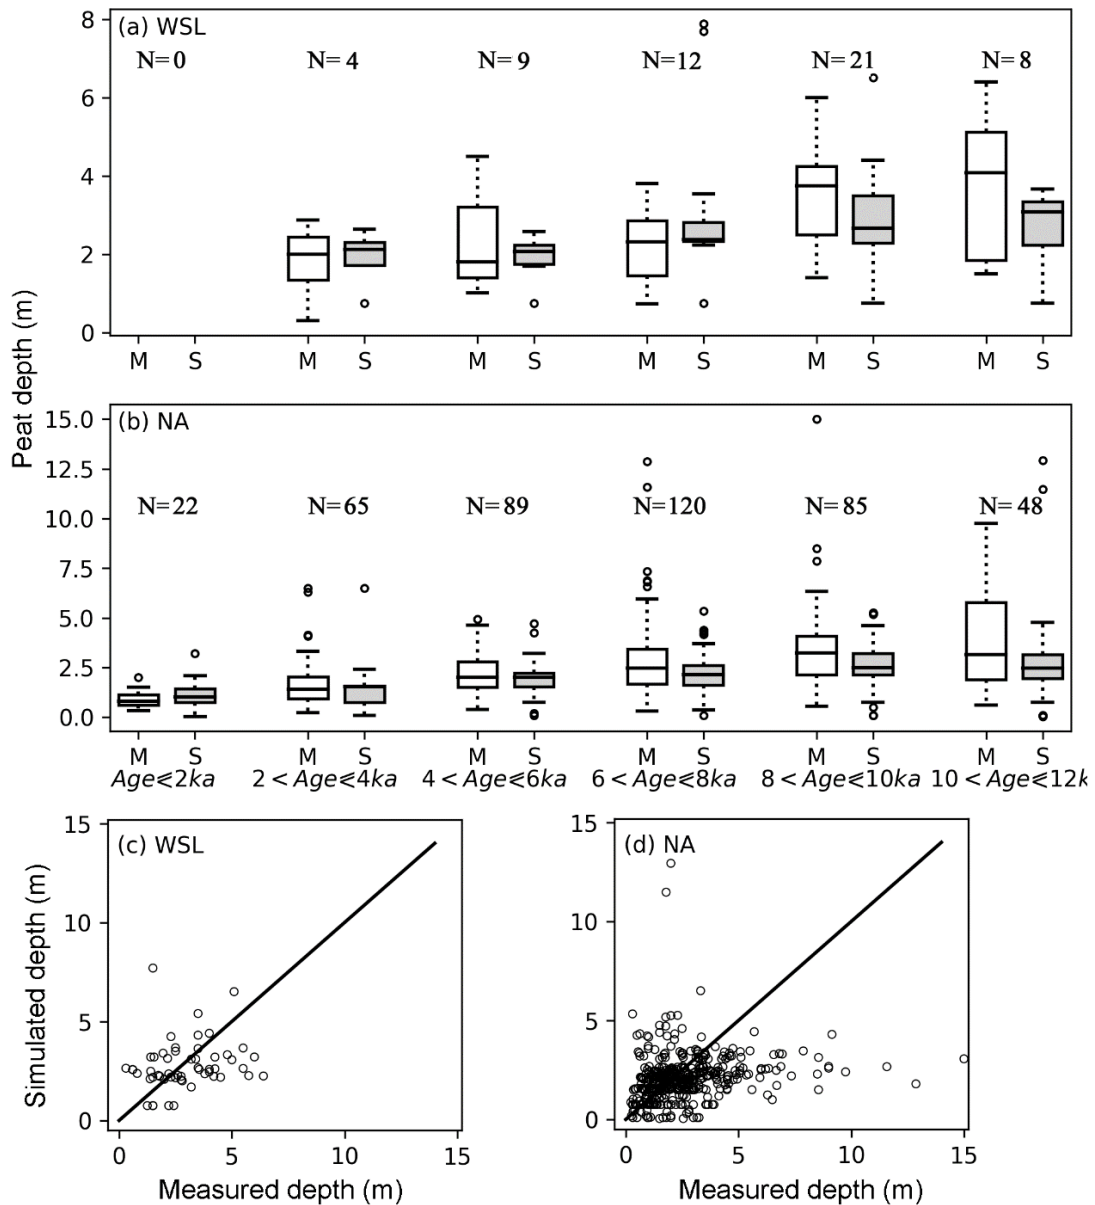 (a) WSL
N=0 N=4 N=9 N=12 N=21 N=8
8
6
4
2
0
M S M S M S M S M S M S
Peat depth (m)
(b) NA
N=22 N=65 N=89 N=120 N=85 N=48
15.0
12.5
10.0
7.5
5.0
2.5
0.0
M S M S M S M S M S M S
Age⩽2ka 2 < Age⩽4ka 4 < Age⩽6ka 6 < Age⩽8ka 8 < Age⩽10ka 10 < Age⩽12k
(c) WSL
15
10
5
0
0 5 10 15
Simulated depth (m)
Measured depth (m)
(d) NA
15
10
5
0
0 5 10 15
Measured depth (m)